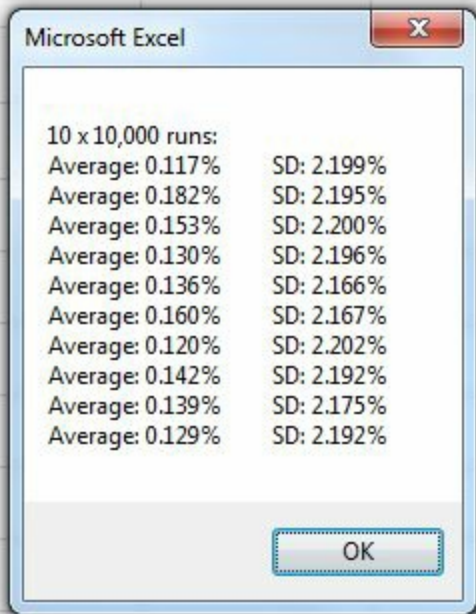 Microsoft Excel
10 x 10,000 runs:
Average: 0.117% SD: 2.199%
Average: 0.182% SD: 2.195%
Average: 0.153% SD: 2.200%
Average: 0.130% SD: 2.196%
Average: 0.136% SD: 2.166%
Average: 0.160% SD: 2.167%
Average: 0.120% SD: 2.202%
Average: 0.142% SD: 2.192%
Average: 0.139% SD: 2.175%
Average: 0.129% SD: 2.192%
OK